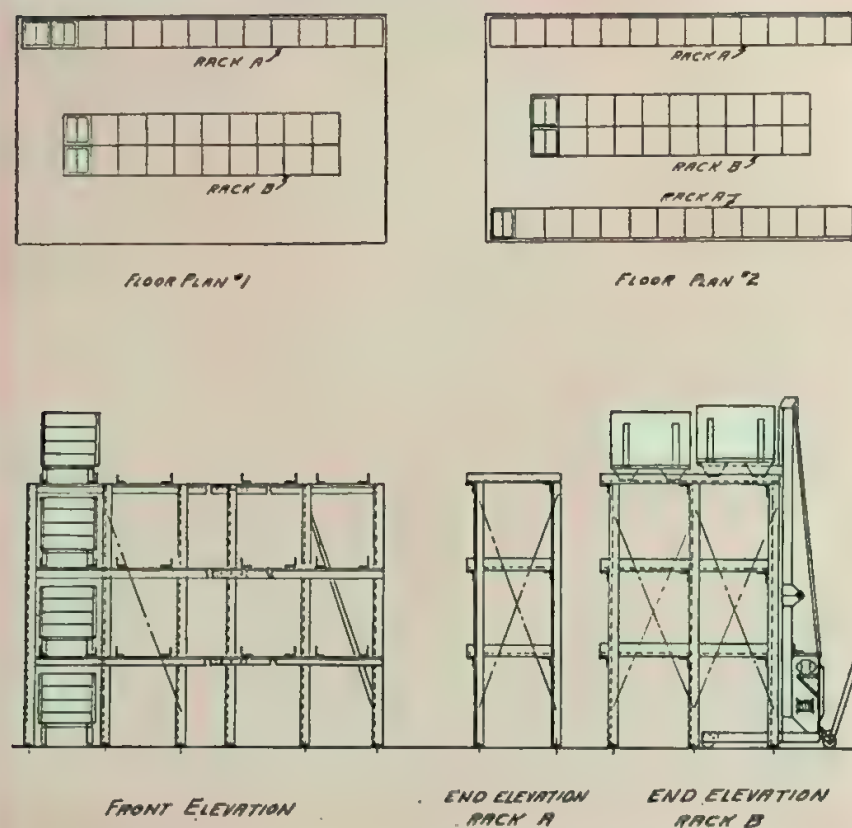 RACK A
RACK B
FLOOR PLAN #1
RACK A
RACK B
RACK A
FLOOR PLAN #2
FRONT ELEVATION
END ELEVATION
RACK A
END ELEVATION
RACK B